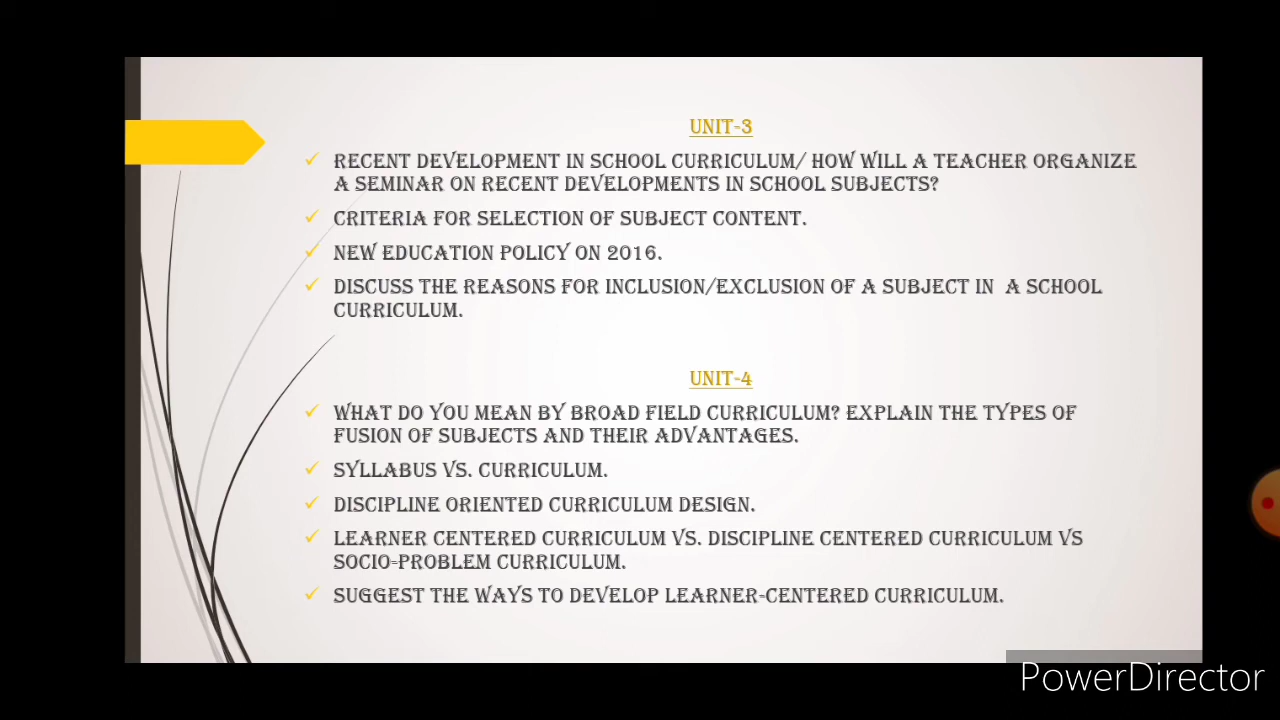 UNIT-3
RECENT DEVELOPMENT IN SCHOOL CURRICULUM/ HOW WILL A TEACHER ORGANIZE
A SEMINAR ON RECENT DEVELOPMENTS IN SCHOOL SUBJECTS?
CRITERIA FOR SELECTION OF SUBJECT CONTENT.
NEW EDUCATION POLICY ON 2016.
DISCUSS THE REASONS FOR INCLUSION/EXCLUSION OF A SUBJECT IN A SCHOOL
CURRICULUM.
UNIT-4
WHAT DO YOU MEAN BY BROAD FIELD CURRICULUM? EXPLAIN THE TYPES OF
FUSION OF SUBJECTS AND THEIR ADVANTAGES.
SYLLABUS VS. CURRICULUM.
DISCIPLINE ORIENTED CURRICULUM DESIGN.
LEARNER CENTERED CURRICULUM VS. DISCIPLINE CENTERED CURRICULUM VS
SOCIO-PROBLEM CURRICULUM.
SUGGEST THE WAYS TO DEVELOP LEARNER-CENTERED CURRICULUM.
PowerDirector